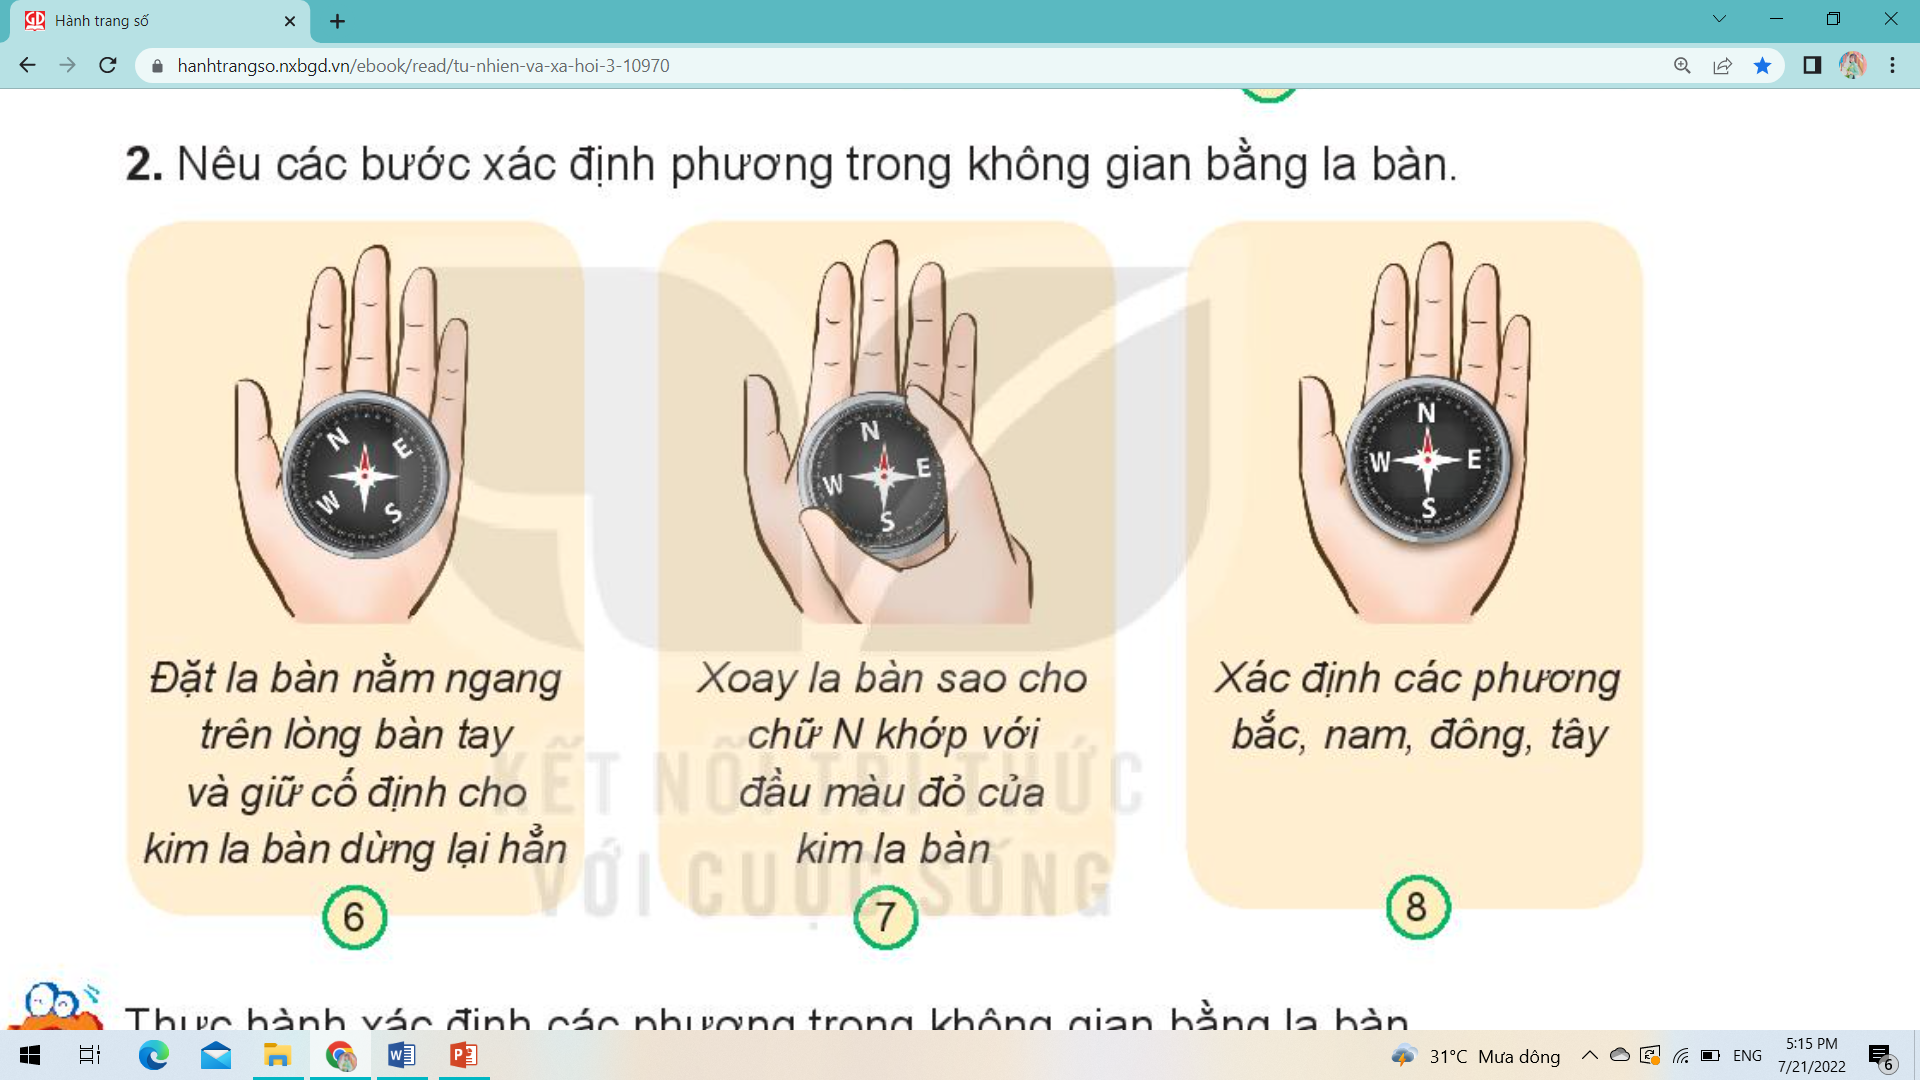 Hành trang số
hanhtrangso.nxbgd.vn/ebook/read/tu-nhien-va-xa-hoi-3-10970
2. Nêu các bước xác định phương trong không gian bằng la bàn.
N
E
W
S
Đặt la bàn nằm ngang
trên lòng bàn tay
và giữ cố định cho
kim la bàn dừng lại hẳn
6
N
E
W
S
Xoay la bàn sao cho
chữ N khớp với
đầu màu đỏ của
kim la bàn
7
N
W E
S
Xác định các phương
bắc, nam, đông, tây
8
KẾT NỐI TRI THỨC
VỚI CUỘC SỐNG
Thực hành xác định các phương trong không gian bằng la bàn
31°C Mưa dông
ENG
5:15 PM
7/21/2022
6